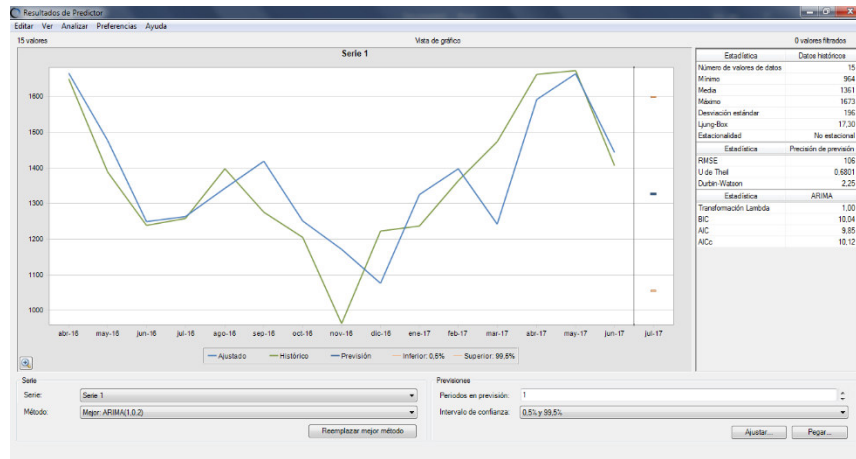 Resultados de Predictor
Editar Ver Analizar Preferencias Ayuda
15 valores Vista de gráfico 0 valores filtrados
Serie 1
1600
1500
1400
1300
1200
1100
1000
abr-16 may-16 jun-16 jul-16 ago-16 sep-16 oct-16 nov-16 dic-16 ene-17 feb-17 mar-17 abr-17 may-17 jun-17 jul-17
Ajustado Histórico Previsión Inferior: 0,5% Superior: 99,5%
Estadística Datos históricos
Número de valores de datos 15
Mínimo 964
Media 1361
Máximo 1673
Desviación estándar 196
Ljung-Box 17,30
Estacionalidad No estacional
Estadística Precisión de previsión
RMSE 106
U de Theil 0,6801
Durbin-Watson 2,25
Estadística ARIMA
Transformación Lambda 1,00
BIC 10,04
AIC 9,85
AICc 10,12
Serie
Serie: Serie 1
Método: Mejor: ARIMA(1,0,2)
Reemplazar mejor método
Previsiones
Periodos en previsión: 1
Intervalo de confianza: 0,5% y 99,5%
Ajustar... Pegar...